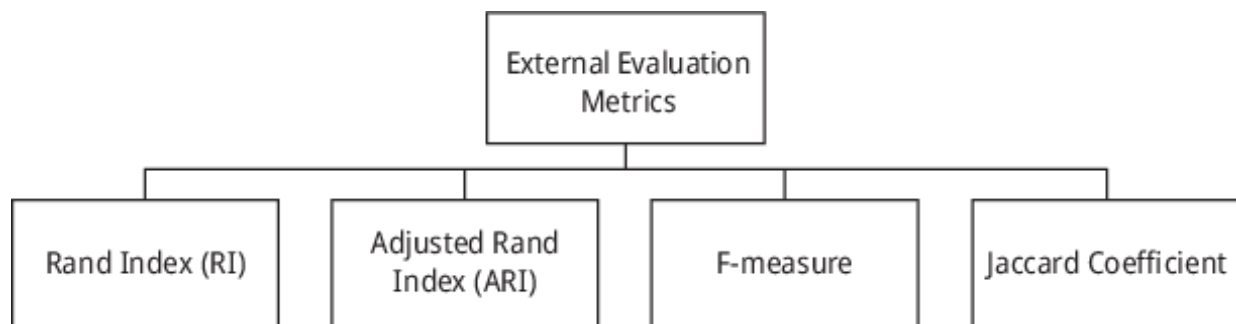 External Evaluation
Metrics
Rand Index (RI)
Adjusted Rand
Index (ARI)
F-measure
Jaccard Coefficient